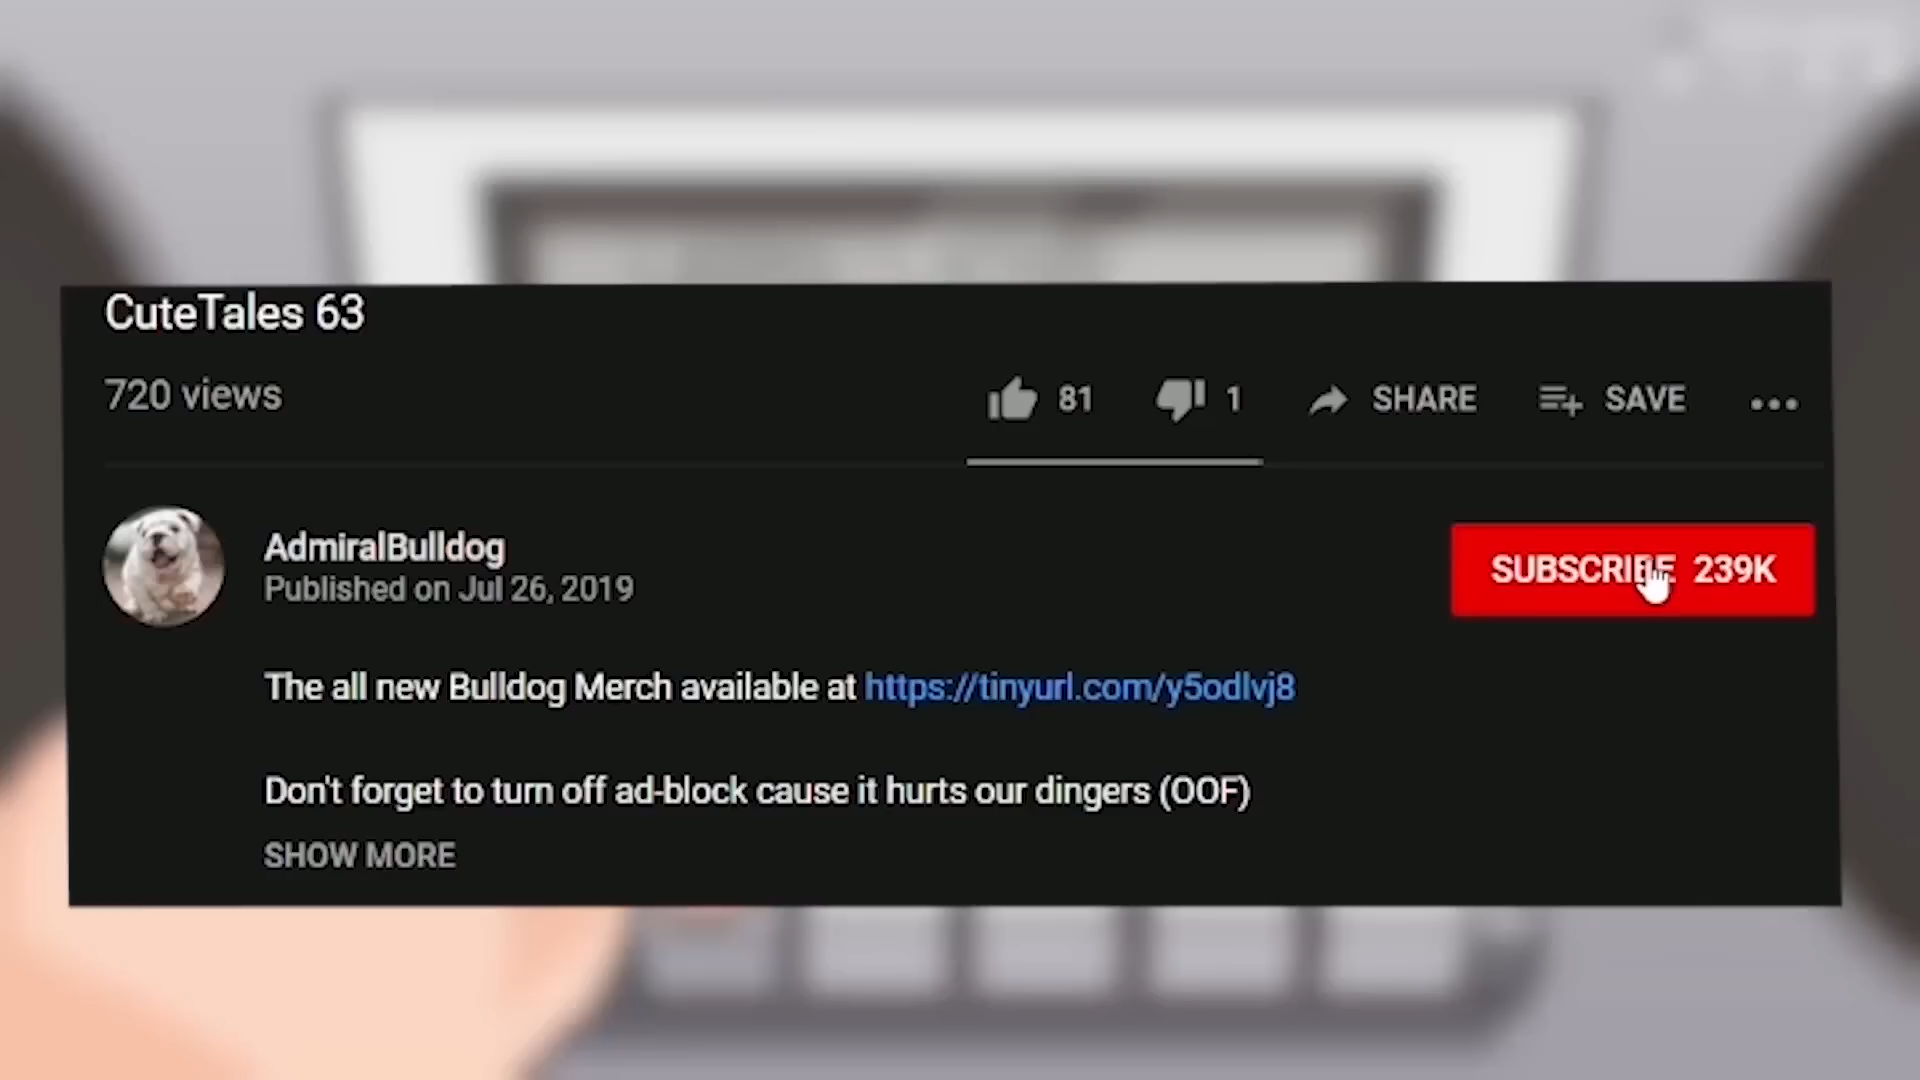 CuteTales 63
720 views
81
1
SHARE
SAVE
AdmiralBulldog
Published on Jul 26, 2019
SUBSCRIBE 239K
The all new Bulldog Merch available at https://tinyurl.com/y5odlvj8
Don't forget to turn off ad-block cause it hurts our dingers (OOF)
SHOW MORE